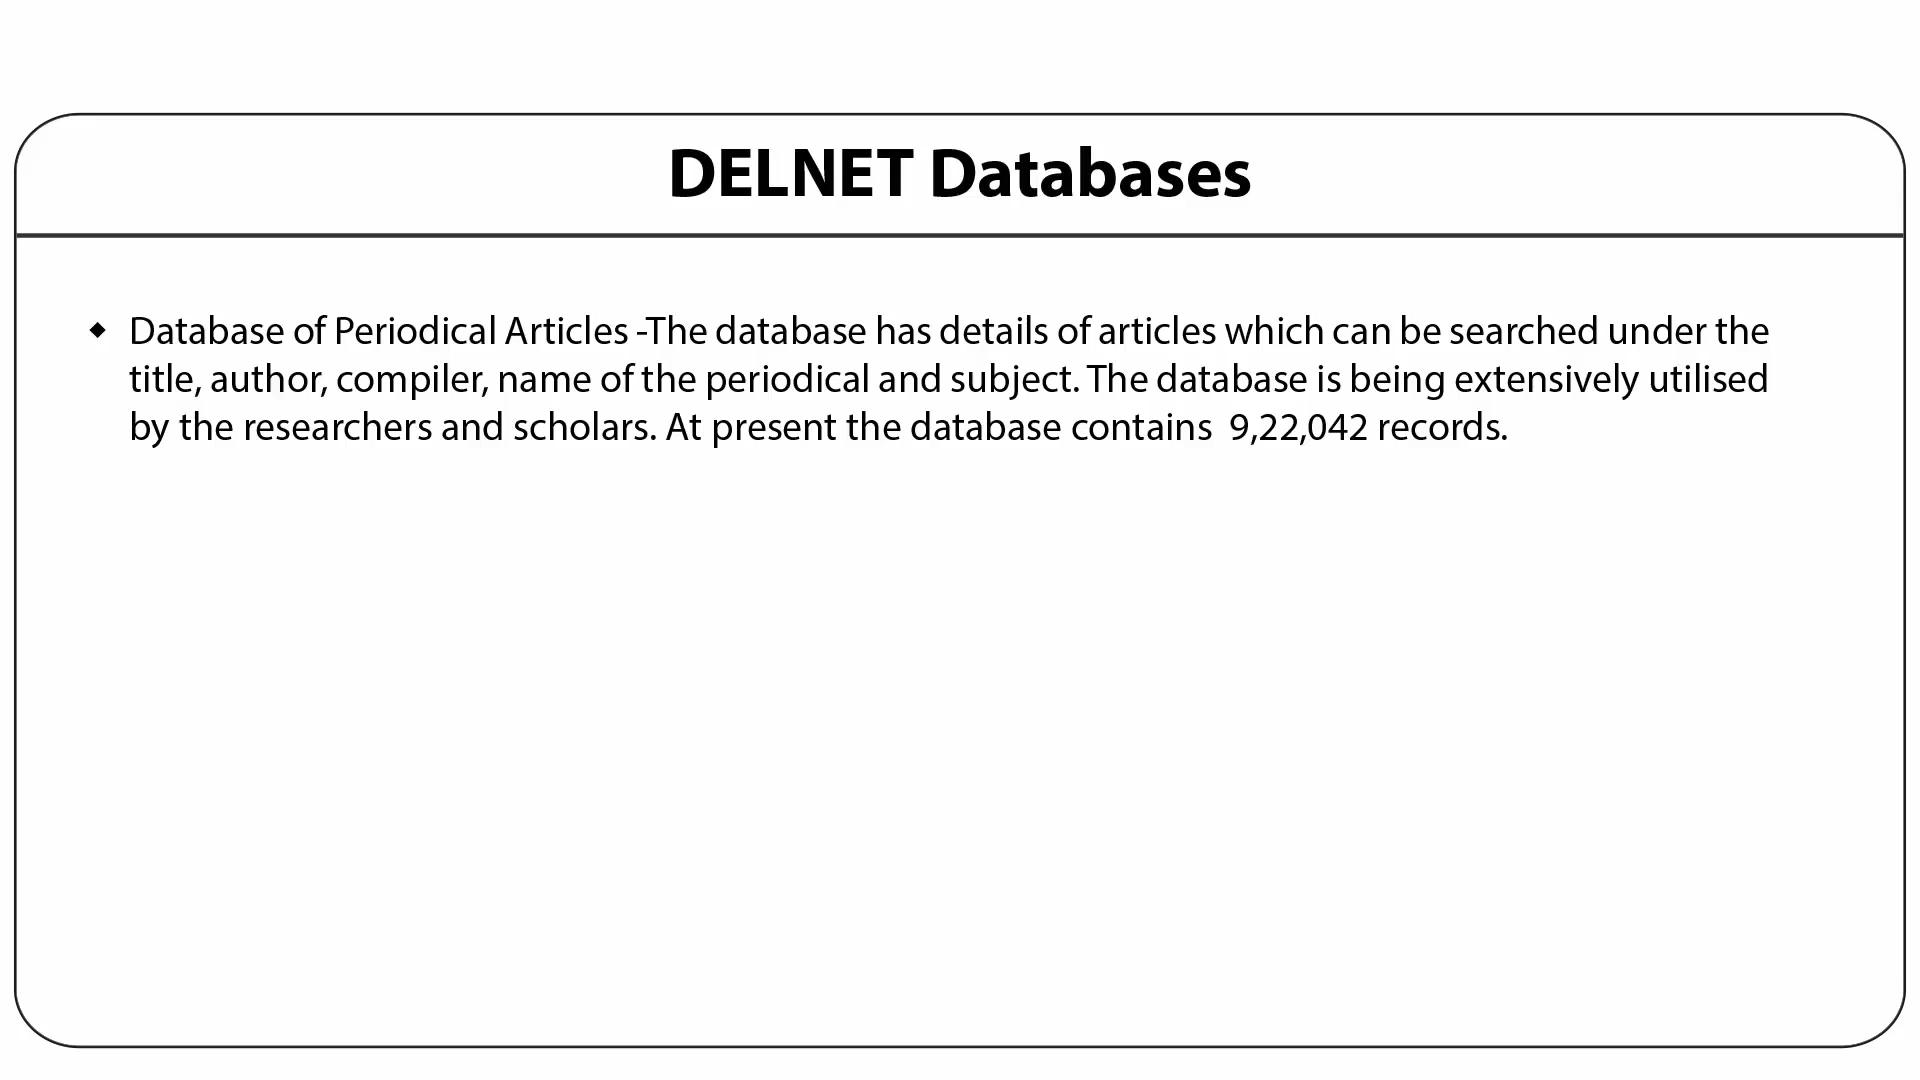 DELNET Databases
◆ Database of Periodical Articles -The database has details of articles which can be searched under the
title, author, compiler, name of the periodical and subject. The database is being extensively utilised
by the researchers and scholars. At present the database contains  9,22,042 records.